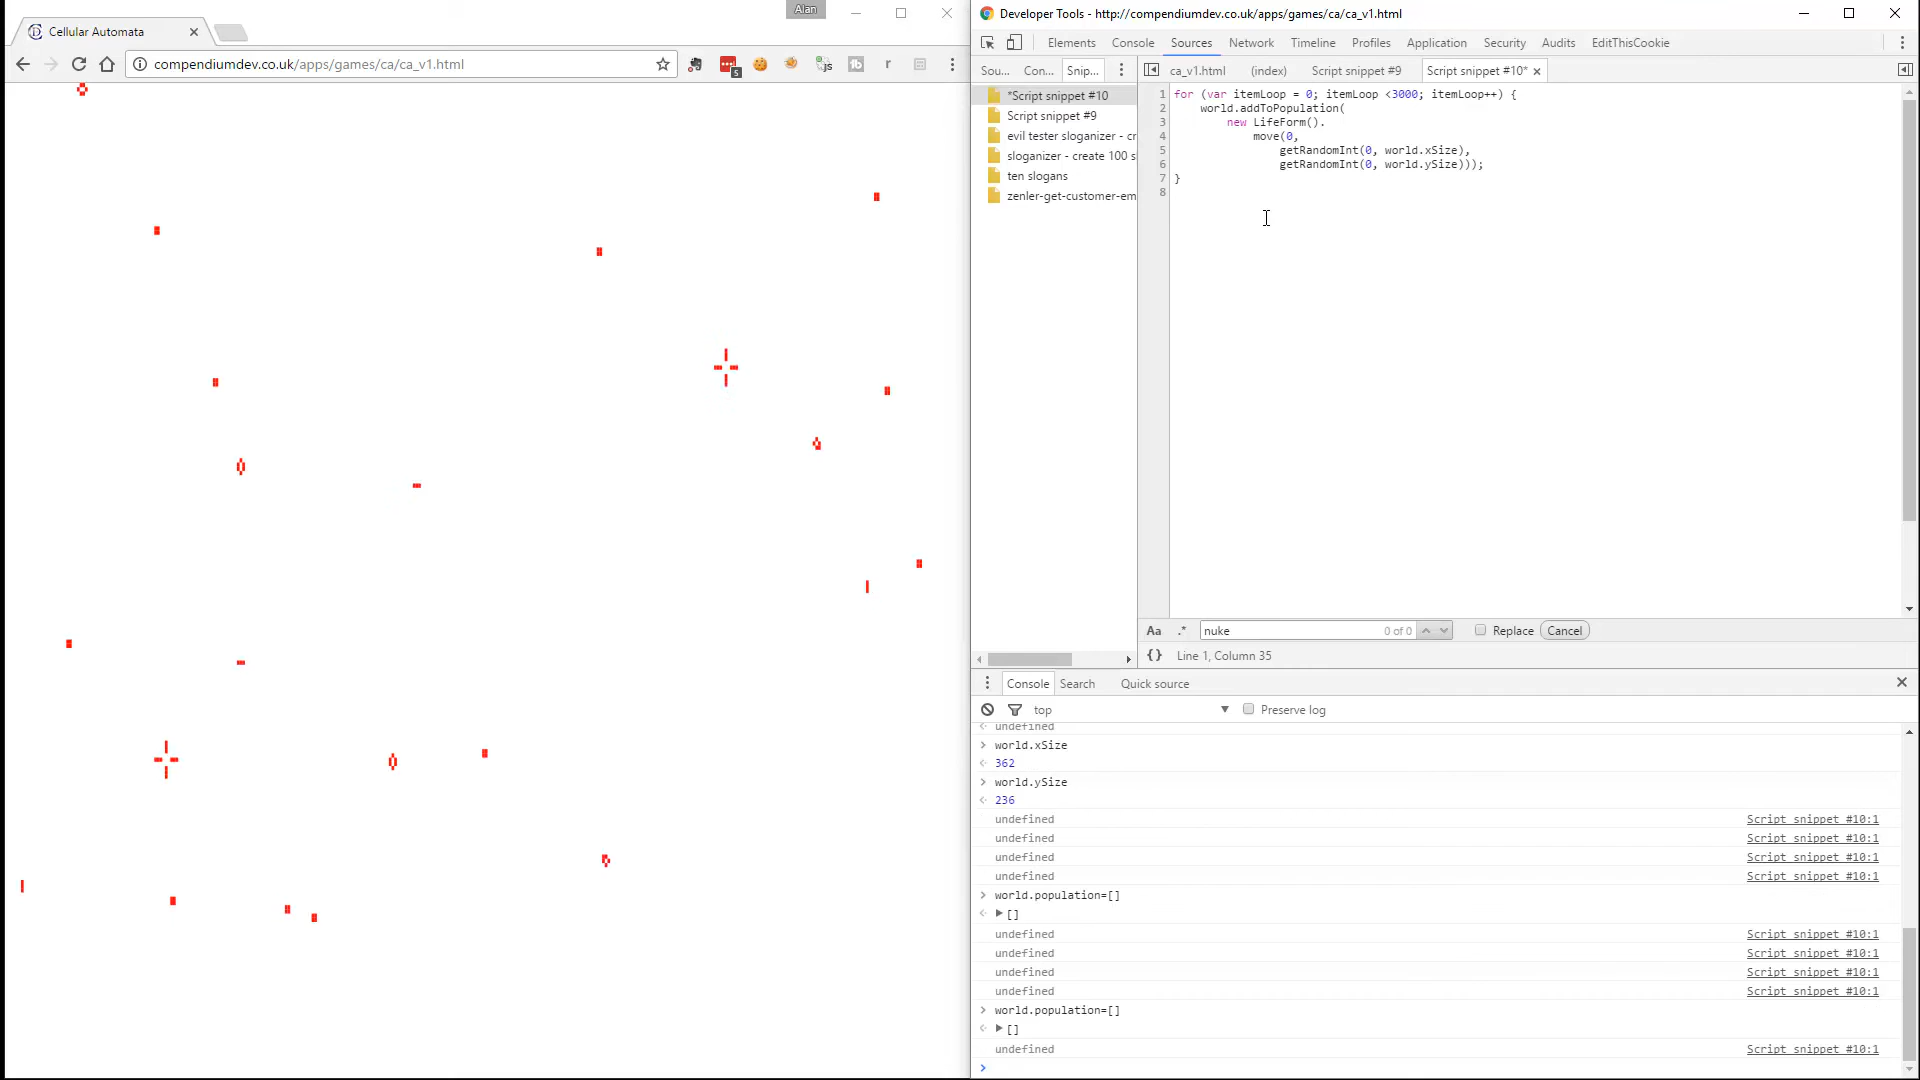 Alan
Cellular Automata
compendiumdev.co.uk/apps/games/ca/ca_v1.html
5
js
r
Developer Tools - http://compendiumdev.co.uk/apps/games/ca/ca_v1.html
Elements Console Sources Network Timeline Profiles Application Security Audits EditThisCookie
Sou... Con... Snip...
ca_v1.html (index) Script snippet #9 Script snippet #10*
*Script snippet #10
Script snippet #9
evil tester sloganizer - cr
sloganizer - create 100 s
ten slogans
zenler-get-customer-em
1 for (var itemLoop = 0; itemLoop <3000; itemLoop++) {
2 world.addToPopulation(
3 new LifeForm().
4 move(0,
5 getRandomInt(0, world.xSize),
6 getRandomInt(0, world.ySize)));
7 }
8
Aa .* nuke 0 of 0 Replace Cancel
{} Line 1, Column 35
Console Search Quick source
top Preserve log
undefined
world.xSize
362
world.ySize
236
undefined Script snippet #10:1
undefined Script snippet #10:1
undefined Script snippet #10:1
undefined Script snippet #10:1
world.population=[]
[]
undefined Script snippet #10:1
undefined Script snippet #10:1
undefined Script snippet #10:1
undefined Script snippet #10:1
world.population=[]
[]
undefined Script snippet #10:1